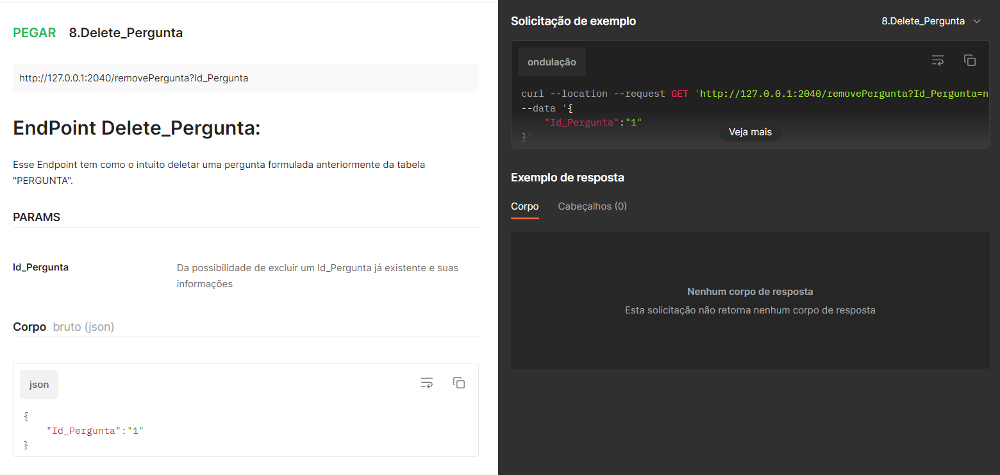 PEGAR 8.Delete_Pergunta
http://127.0.0.1:2040/removePergunta?Id_Pergunta
EndPoint Delete_Pergunta:
Esse Endpoint tem como o intuito deletar uma pergunta formulada anteriormente da tabela
"PERGUNTA".
PARAMS
Id_Pergunta
Da possibilidade de excluir um Id_Pergunta já existente e suas
informações
Corpo bruto (json)
json
{
    "Id_Pergunta":"1"
}
Solicitação de exemplo
8.Delete_Pergunta
ondulação
curl --location --request GET 'http://127.0.0.1:2040/removePergunta?Id_Pergunta=n
--data '{
    "Id_Pergunta":"1"
}'
Veja mais
Exemplo de resposta
Corpo Cabeçalhos (0)
Nenhum corpo de resposta
Esta solicitação não retorna nenhum corpo de resposta